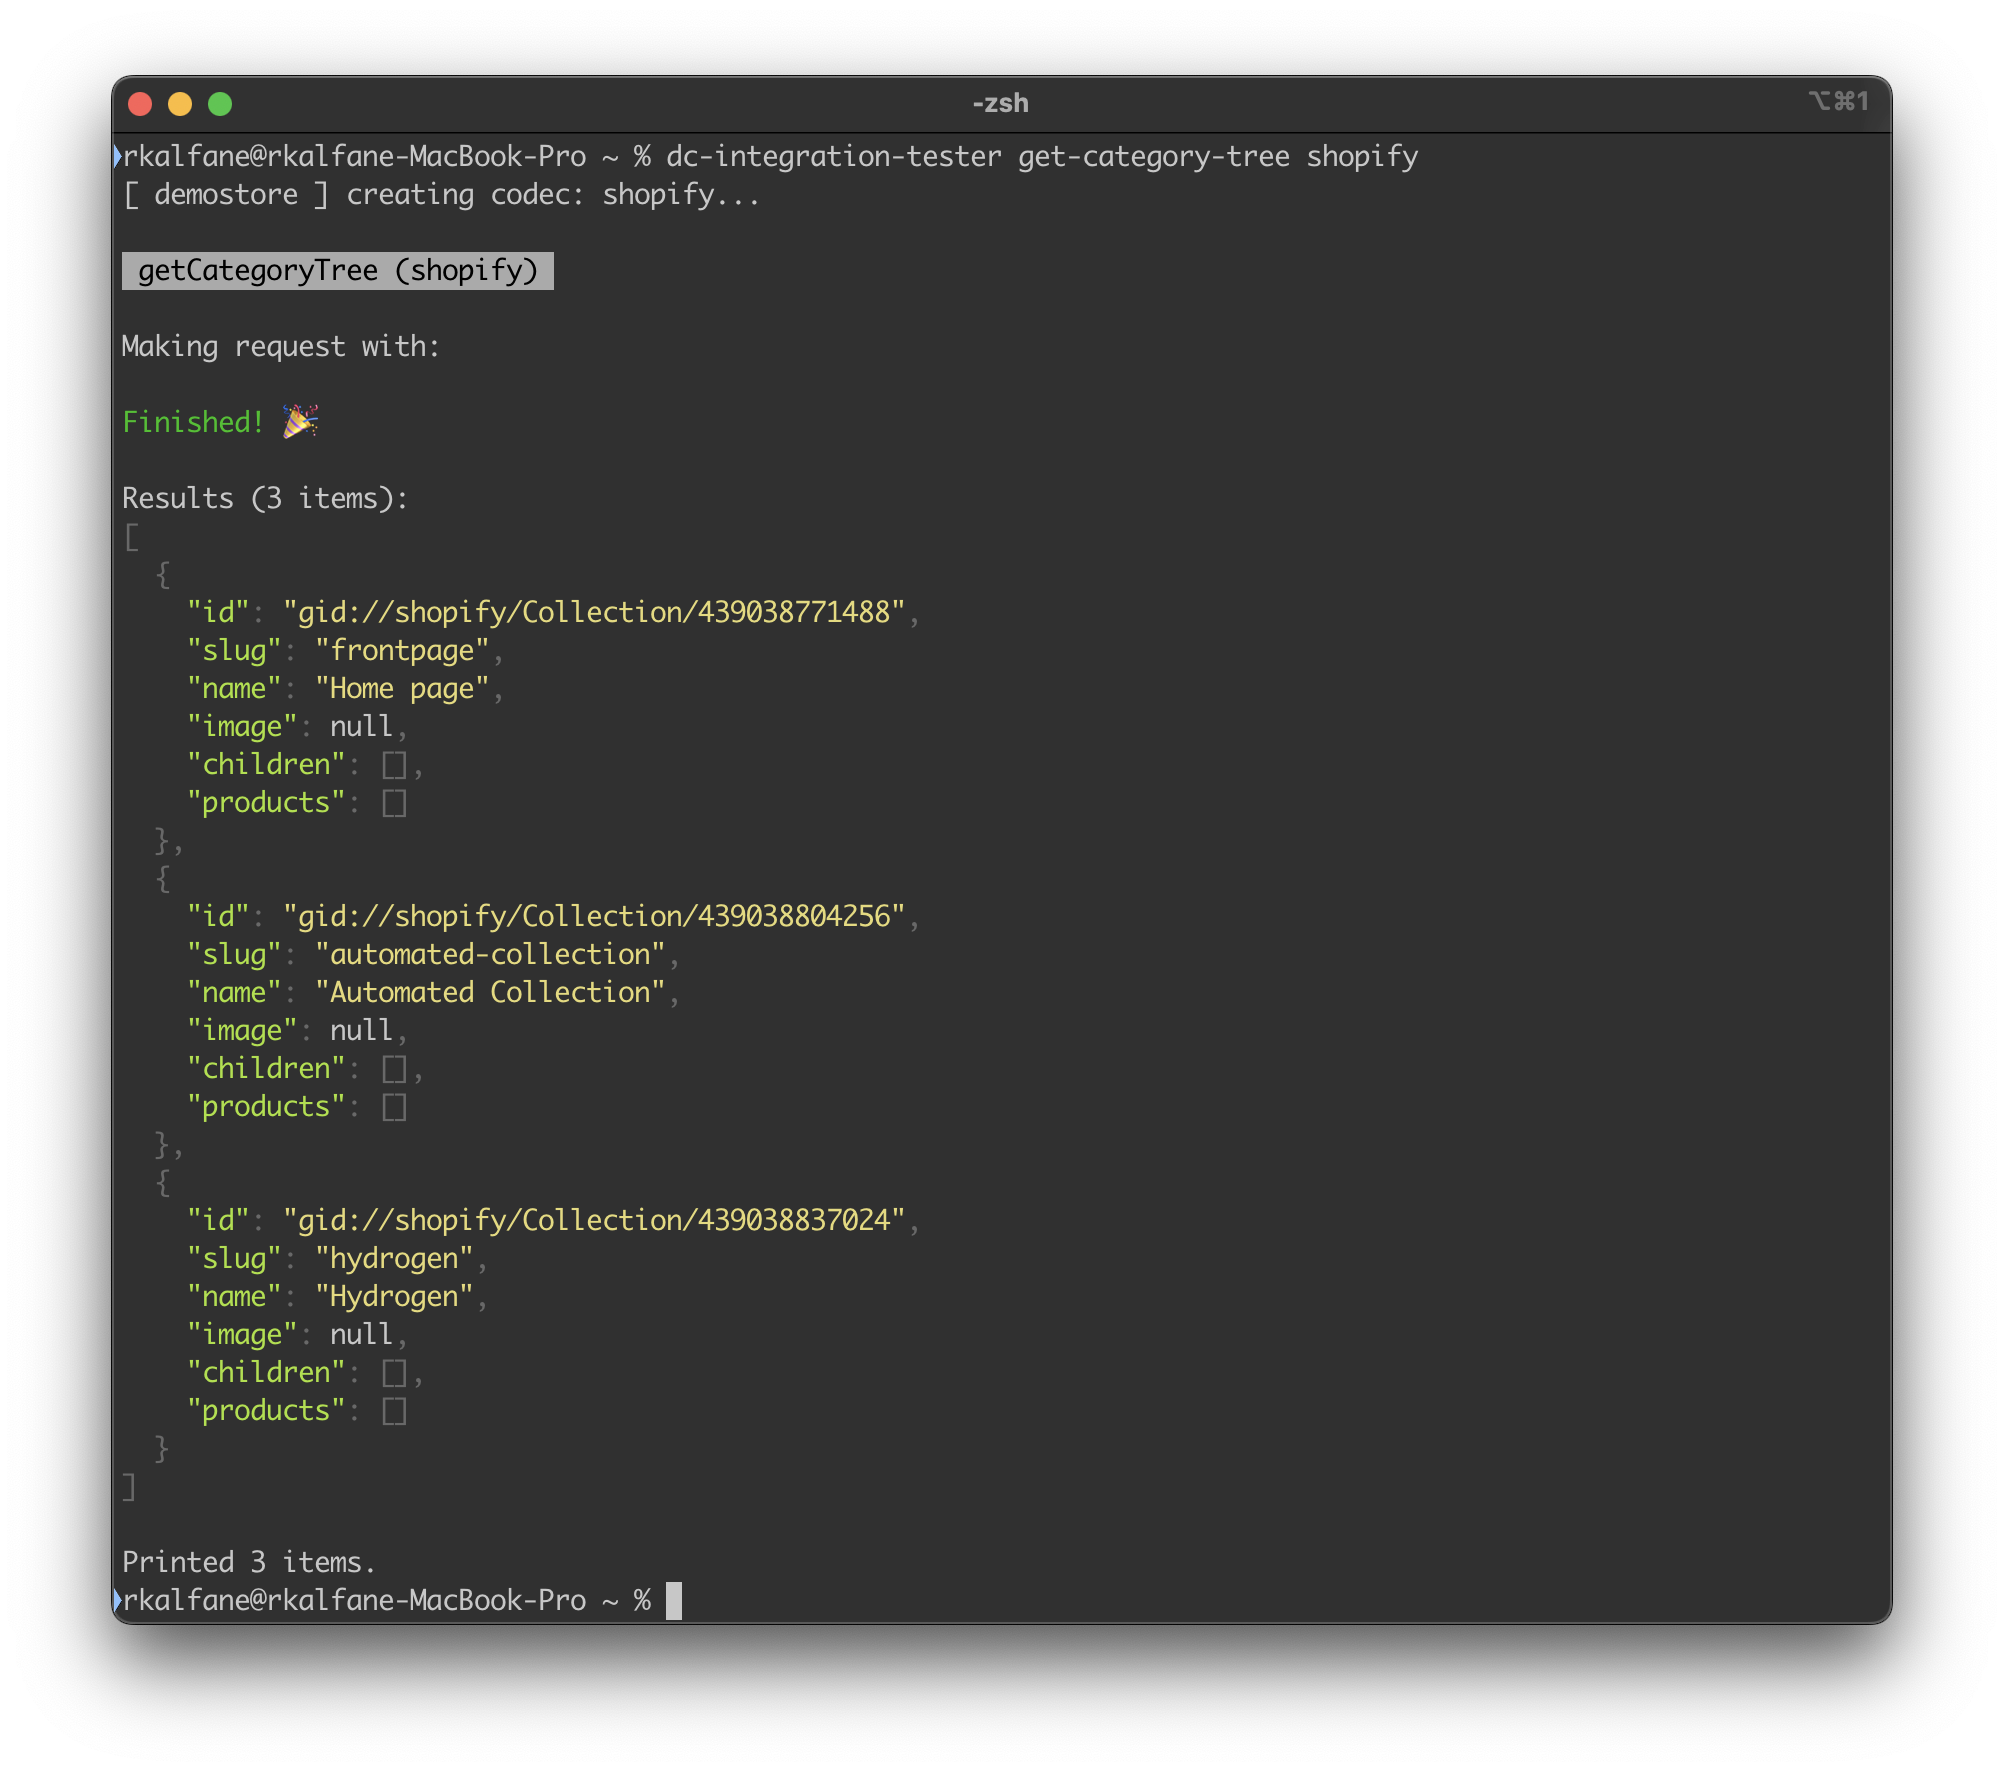 -zsh
⌥⌘1
rkalfane@rkalfane-MacBook-Pro ~ % dc-integration-tester get-category-tree shopify
[ demostore ] creating codec: shopify...
getCategoryTree (shopify)
Making request with:
Finished! 🎉
Results (3 items):
[
  {
    "id": "gid://shopify/Collection/439038771488",
    "slug": "frontpage",
    "name": "Home page",
    "image": null,
    "children": [],
    "products": []
  },
  {
    "id": "gid://shopify/Collection/439038804256",
    "slug": "automated-collection",
    "name": "Automated Collection",
    "image": null,
    "children": [],
    "products": []
  },
  {
    "id": "gid://shopify/Collection/439038837024",
    "slug": "hydrogen",
    "name": "Hydrogen",
    "image": null,
    "children": [],
    "products": []
  }
]
Printed 3 items.
rkalfane@rkalfane-MacBook-Pro ~ %